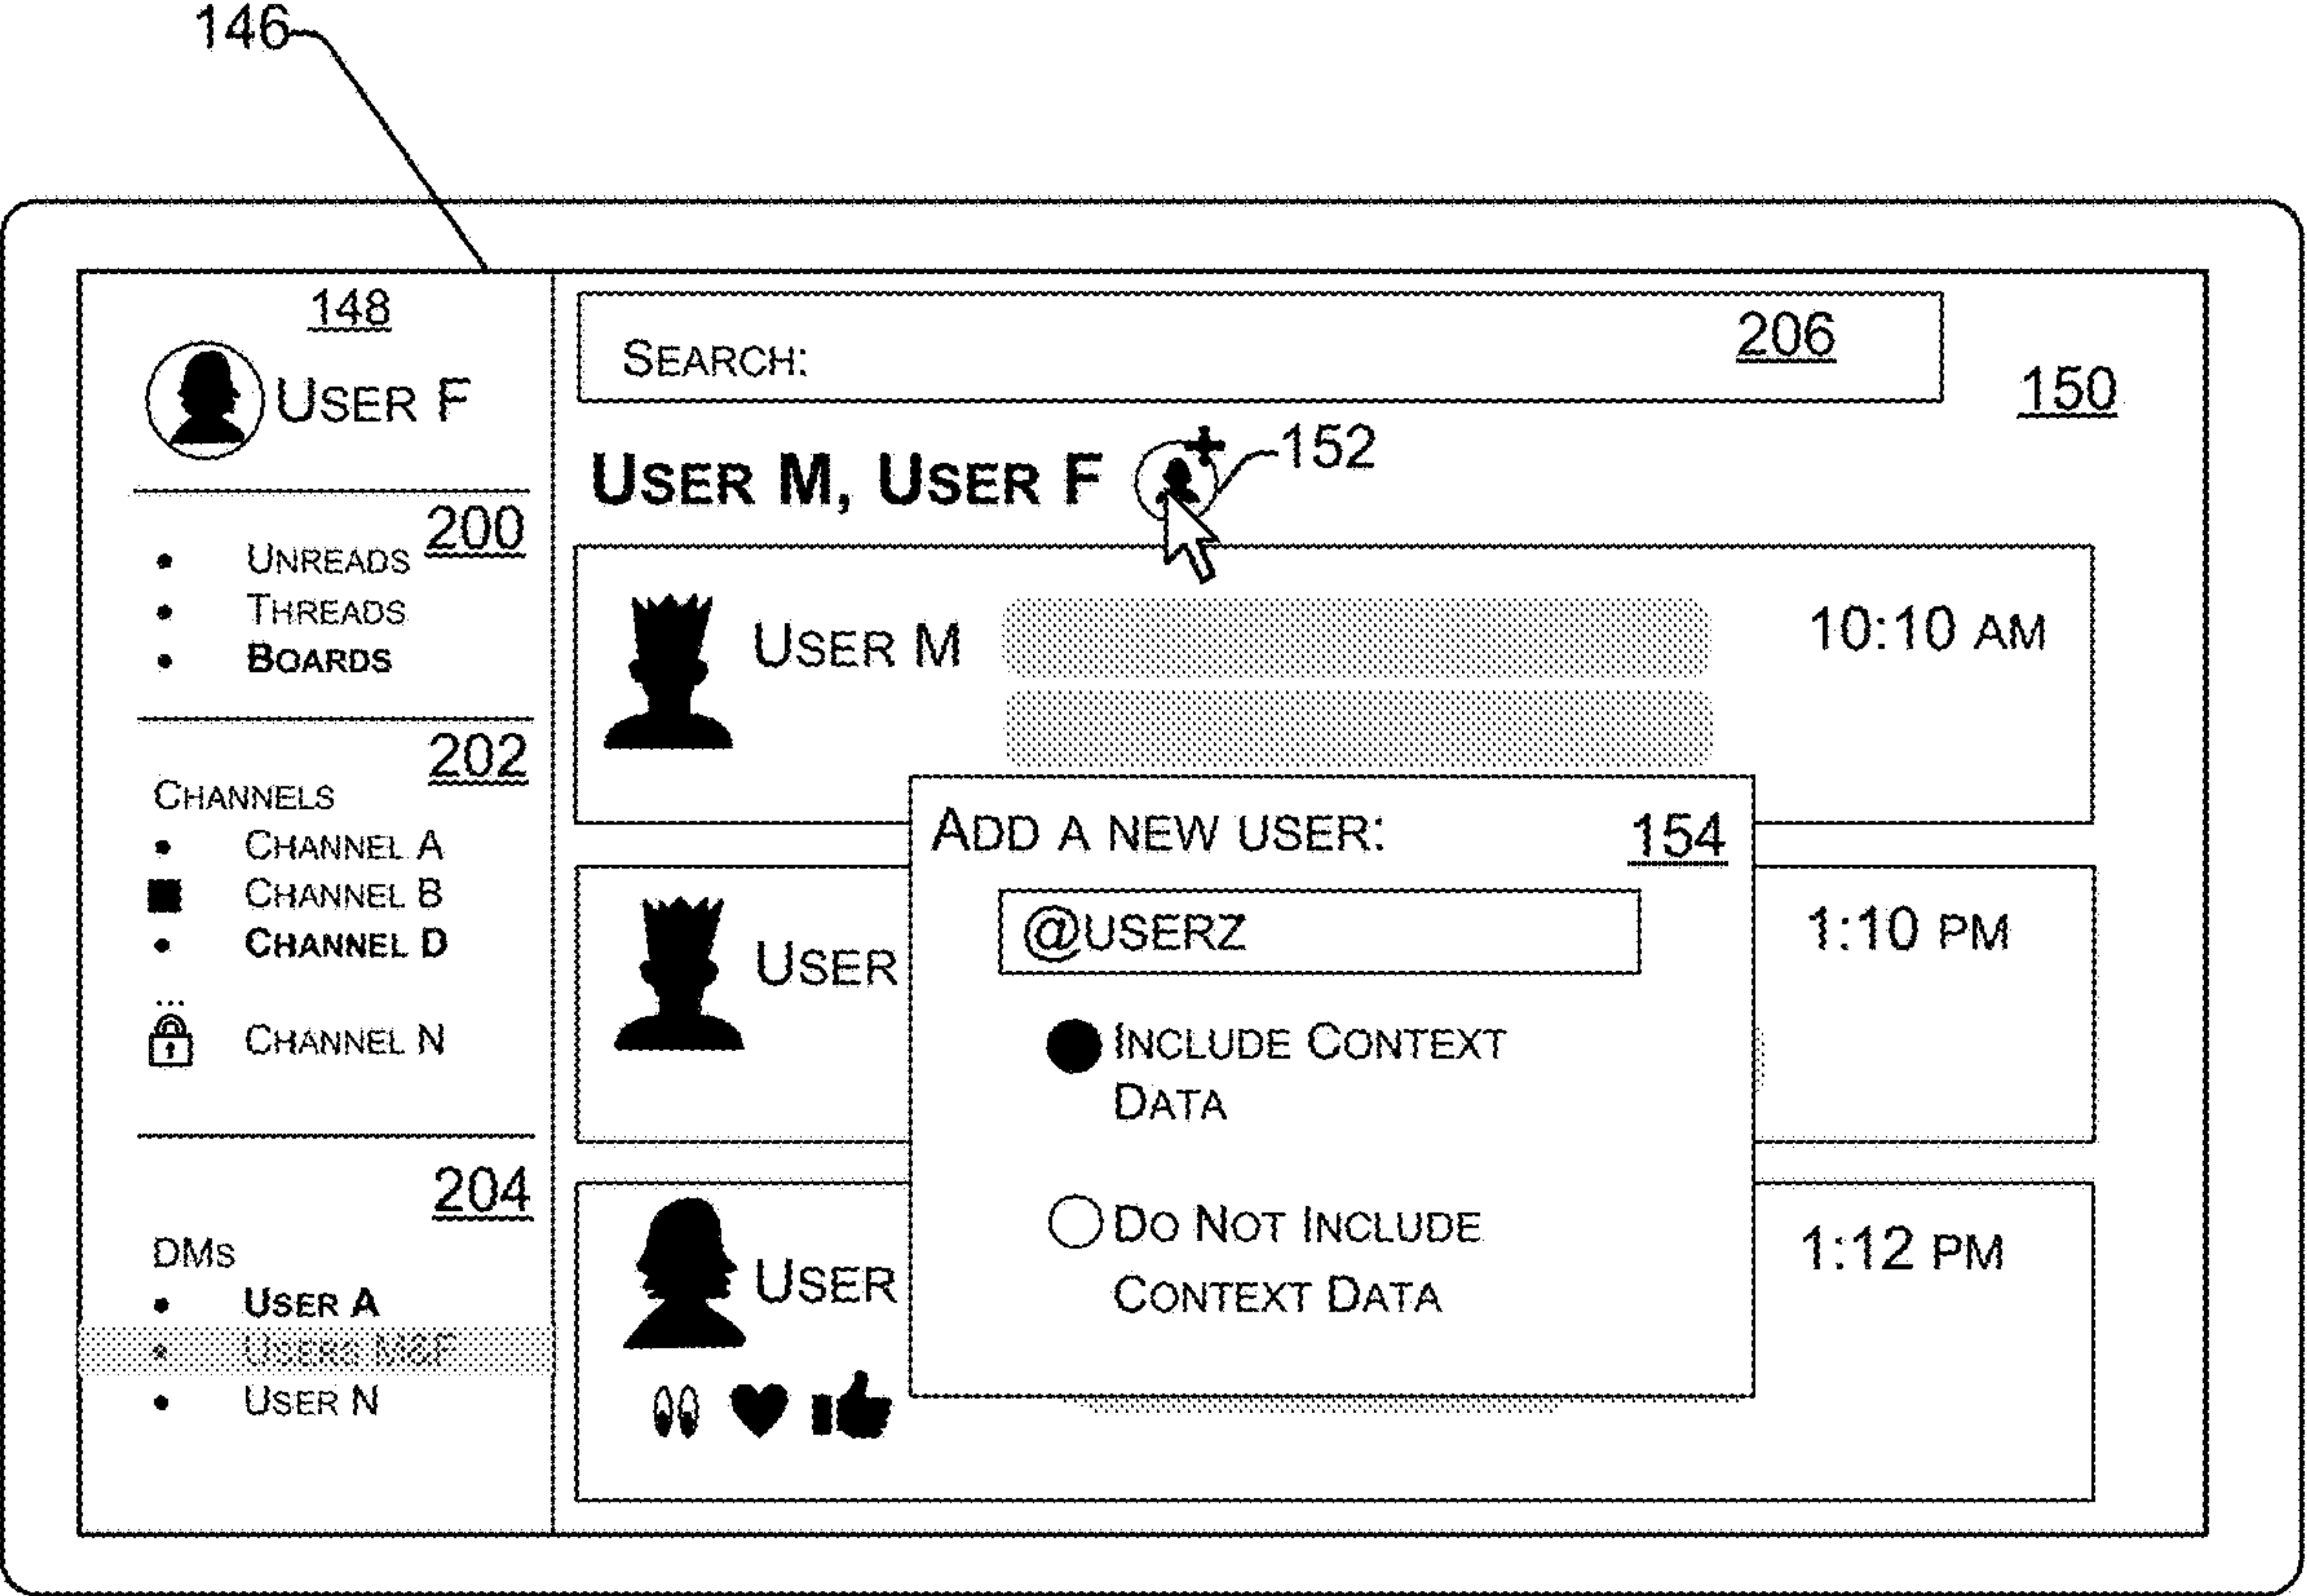 146
148
USER F
200
• UNREADS
• THREADS
• BOARDS
202
CHANNELS
• CHANNEL A
CHANNEL B
• CHANNEL D
...
CHANNEL N
204
DMS
• USER A
• USERS M&F
• USER N
SEARCH:
206
150
USER M, USER F
152
USER M
10:10 AM
USER
1:10 PM
USER
1:12 PM
ADD A NEW USER:
154
@USERZ
INCLUDE CONTEXT
DATA
DO NOT INCLUDE
CONTEXT DATA